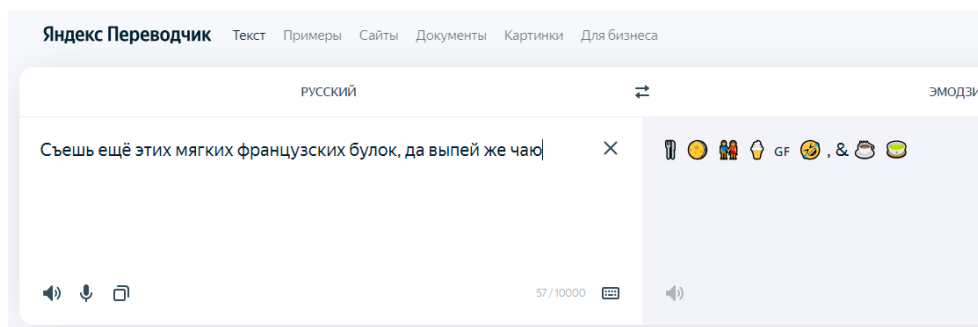 Яндекс Переводчик Текст Примеры Сайты Документы Картинки Для бизнеса
РУССКИЙ ЭМОДЗИ
Съешь ещё этих мягких французских булок, да выпей же чаю
🍴 🟡 👫 🍦 GF 🤣 , & ☕ 🍵
57 / 10000